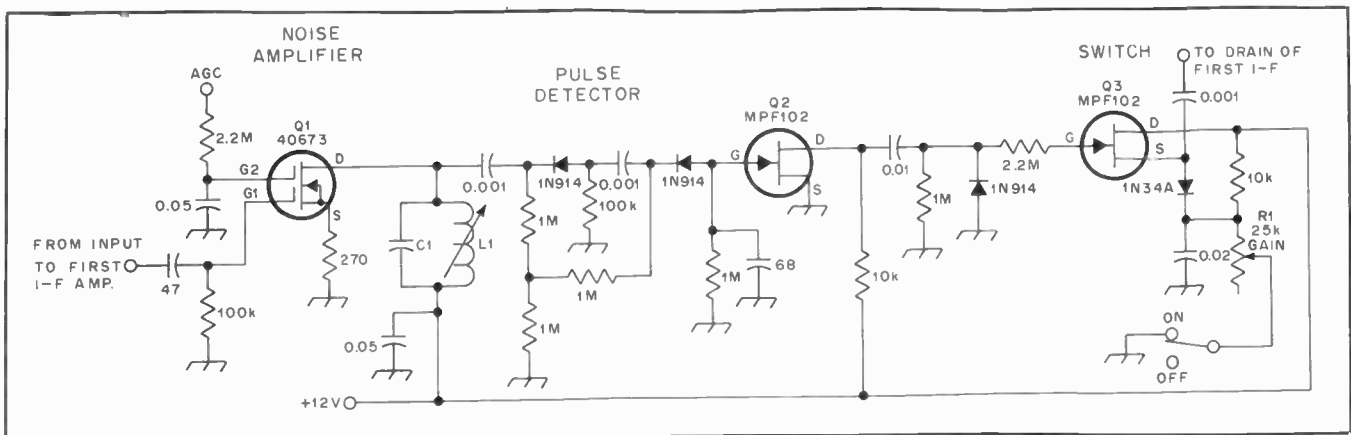 NOISE
AMPLIFIER
AGC
2.2M
Q1
40673
G2
G1
D
S
0.05
FROM INPUT
TO FIRST
I-F AMP.
47
100k
270
C1
L1
0.05
+12V
PULSE
DETECTOR
0.001
1N914
0.001
1N914
1M
100k
1M
1M
1M
68
Q2
MPF102
G
D
S
10k
0.01
1M
1N914
2.2M
SWITCH
Q3
MPF102
G
D
S
TO DRAIN OF
FIRST I-F
0.001
1N34A
10k
R1
25k
GAIN
0.02
ON
OFF